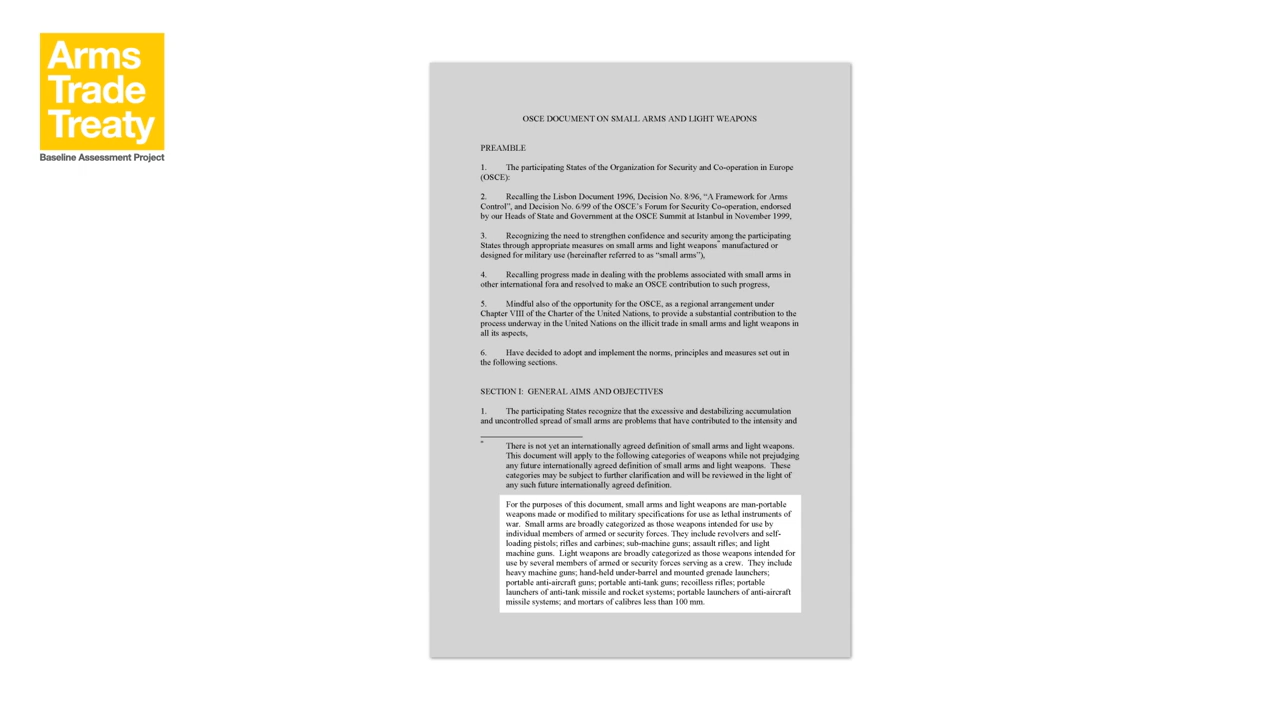 Arms
Trade
Treaty
Baseline Assessment Project
OSCE DOCUMENT ON SMALL ARMS AND LIGHT WEAPONS
PREAMBLE
1. The participating States of the Organization for Security and Co-operation in Europe
(OSCE):
2. Recalling the Lisbon Document 1996, Decision No. 8/96, “A Framework for Arms
Control”, and Decision No. 6/99 of the OSCE’s Forum for Security Co-operation, endorsed
by our Heads of State and Government at the OSCE Summit at Istanbul in November 1999,
3. Recognizing the need to strengthen confidence and security among the participating
States through appropriate measures on small arms and light weapons* manufactured or
designed for military use (hereinafter referred to as “small arms”),
4. Recalling progress made in dealing with the problems associated with small arms in
other international fora and resolved to make an OSCE contribution to such progress,
5. Mindful also of the opportunity for the OSCE, as a regional arrangement under
Chapter VIII of the Charter of the United Nations, to provide a substantial contribution to the
process underway in the United Nations on the illicit trade in small arms and light weapons in
all its aspects,
6. Have decided to adopt and implement the norms, principles and measures set out in
the following sections.
SECTION I: GENERAL AIMS AND OBJECTIVES
1. The participating States recognize that the excessive and destabilizing accumulation
and uncontrolled spread of small arms are problems that have contributed to the intensity and
* There is not yet an internationally agreed definition of small arms and light weapons.
This document will apply to the following categories of weapons while not prejudging
any future internationally agreed definition of small arms and light weapons. These
categories may be subject to further clarification and will be reviewed in the light of
any such future internationally agreed definition.
For the purposes of this document, small arms and light weapons are man-portable
weapons made or modified to military specifications for use as lethal instruments of
war. Small arms are broadly categorized as those weapons intended for use by
individual members of armed or security forces. They include revolvers and self-
loading pistols; rifles and carbines; sub-machine guns; assault rifles; and light
machine guns. Light weapons are broadly categorized as those weapons intended for
use by several members of armed or security forces serving as a crew. They include
heavy machine guns; hand-held under-barrel and mounted grenade launchers;
portable anti-aircraft guns; portable anti-tank guns; recoilless rifles; portable
launchers of anti-tank missile and rocket systems; portable launchers of anti-aircraft
missile systems; and mortars of calibres less than 100 mm.